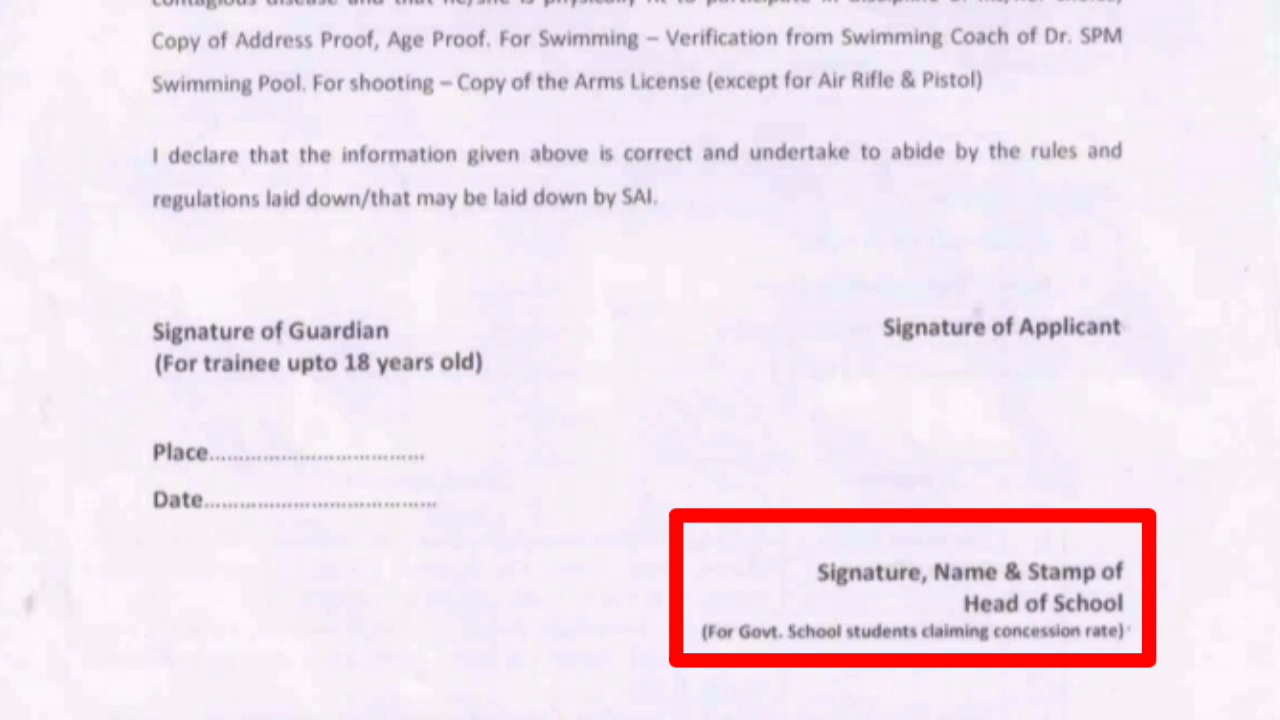 Copy of Address Proof, Age Proof. For Swimming – Verification from Swimming Coach of Dr. SPM
Swimming Pool. For shooting – Copy of the Arms License (except for Air Rifle & Pistol)
I declare that the information given above is correct and undertake to abide by the rules and
regulations laid down/that may be laid down by SAI.
Signature of Guardian
(For trainee upto 18 years old)
Signature of Applicant
Place....................................
Date.......................................
Signature, Name & Stamp of
Head of School
(For Govt. School students claiming concession rate)